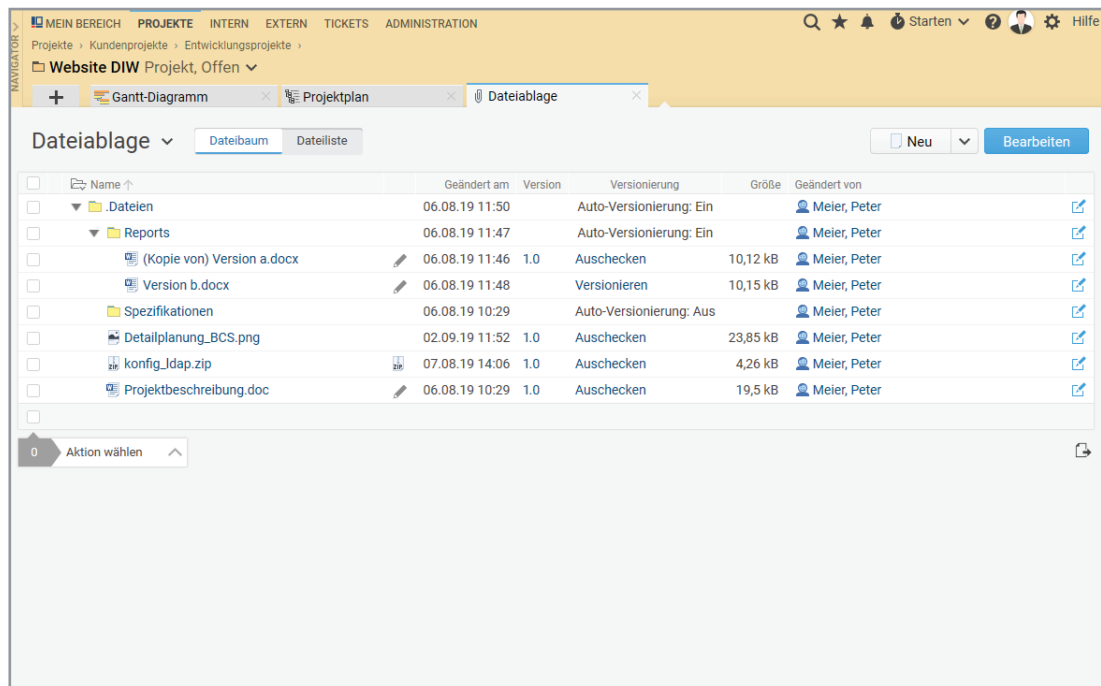 MEIN BEREICH PROJEKTE INTERN EXTERN TICKETS ADMINISTRATION Starten Hilfe
NAVIGATOR
Projekte › Kundenprojekte › Entwicklungsprojekte ›
Website DIW Projekt, Offen
Gantt-Diagramm Projektplan Dateiablage
Dateiablage Dateibaum Dateiliste Neu Bearbeiten
Name Geändert am Version Versionierung Größe Geändert von
.Dateien 06.08.19 11:50 Auto-Versionierung: Ein Meier, Peter
Reports 06.08.19 11:47 Auto-Versionierung: Ein Meier, Peter
(Kopie von) Version a.docx 06.08.19 11:46 1.0 Auschecken 10,12 kB Meier, Peter
Version b.docx 06.08.19 11:48 Versionieren 10,15 kB Meier, Peter
Spezifikationen 06.08.19 10:29 Auto-Versionierung: Aus Meier, Peter
Detailplanung_BCS.png 02.09.19 11:52 1.0 Auschecken 23,85 kB Meier, Peter
konfig_ldap.zip 07.08.19 14:06 1.0 Auschecken 4,26 kB Meier, Peter
Projektbeschreibung.doc 06.08.19 10:29 1.0 Auschecken 19,5 kB Meier, Peter
0 Aktion wählen